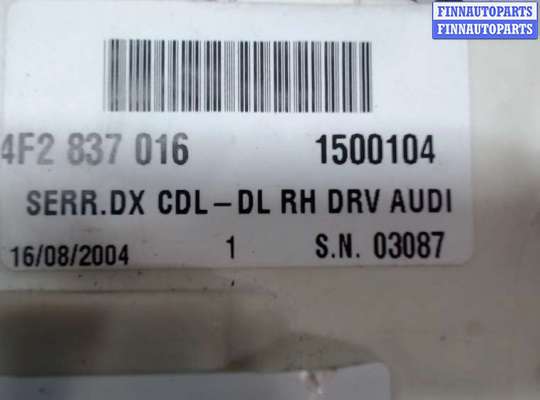 FINNAUTOPARTS
FINNAUTOPARTS
4F2 837 016 1500104
SERR.DX CDL-DL RH DRV AUDI
16/08/2004 1 S.N. 03087